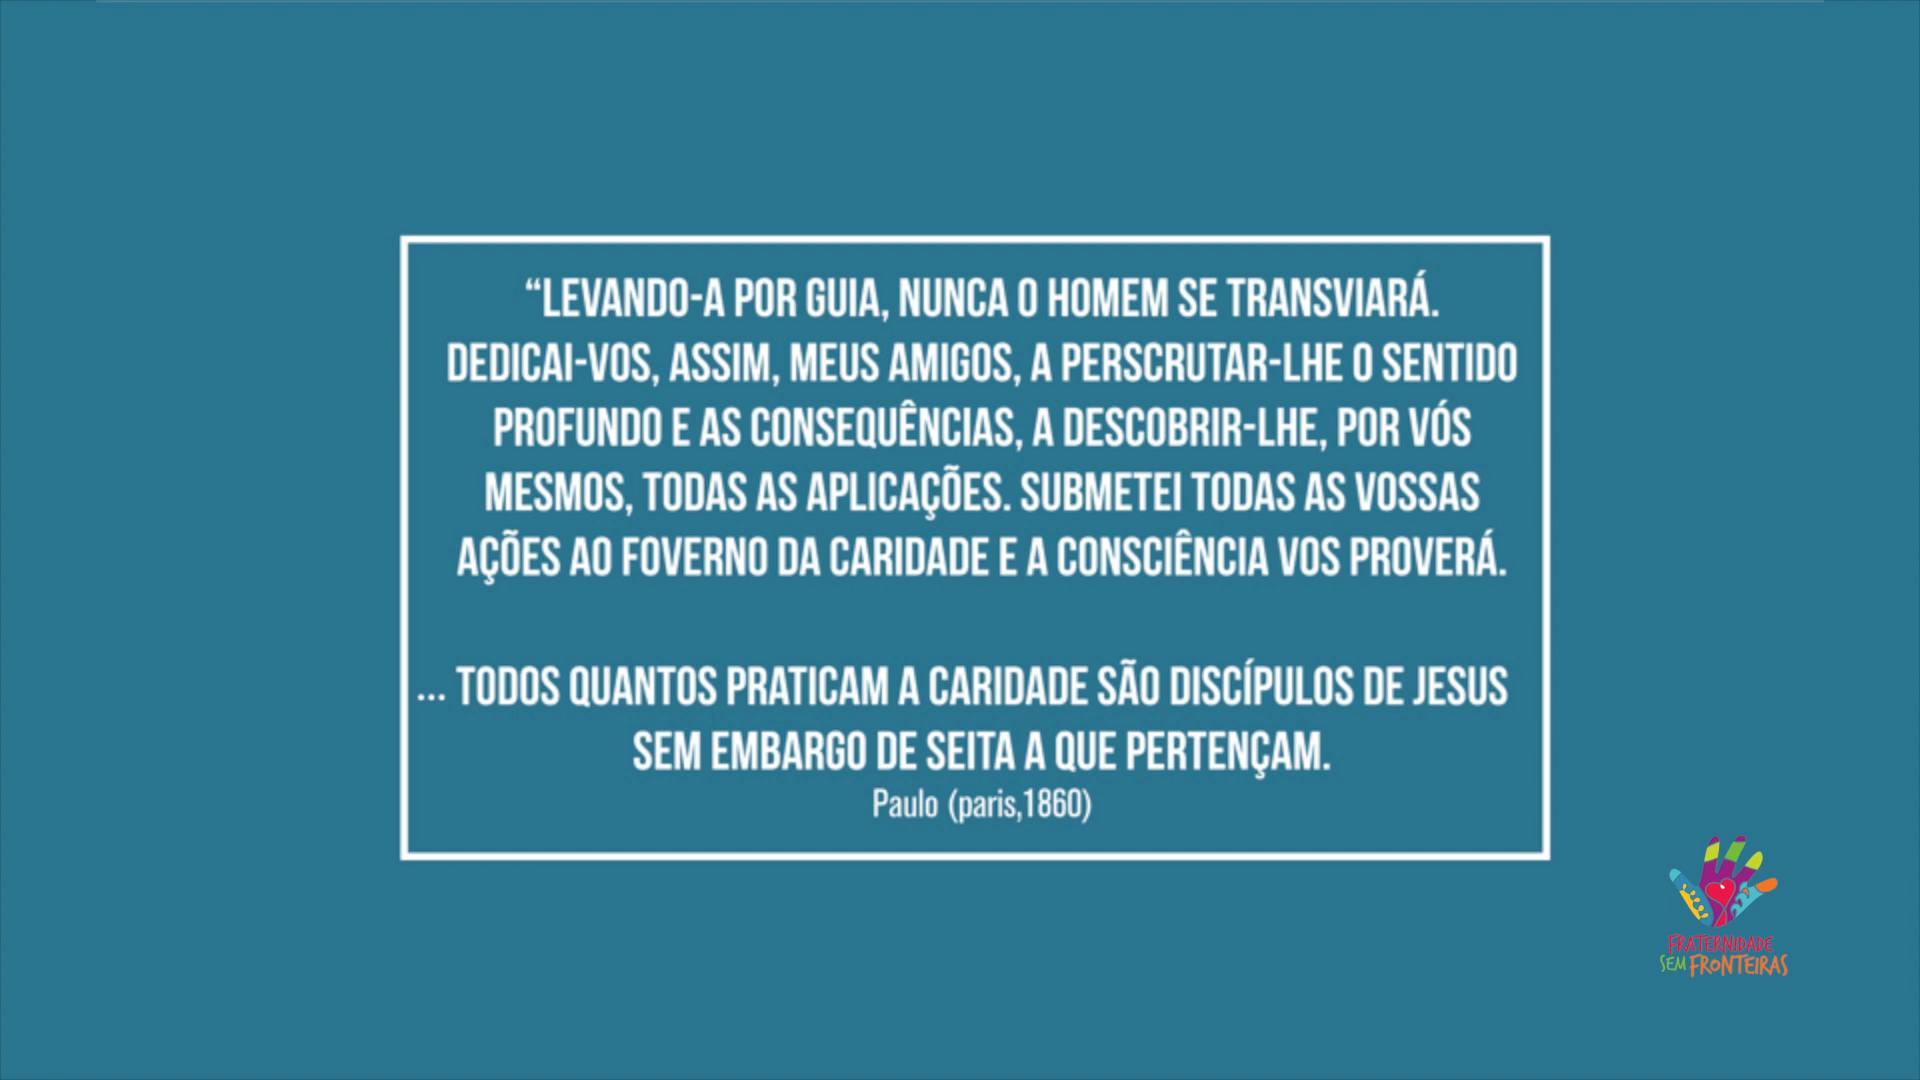 “LEVANDO-A POR GUIA, NUNCA O HOMEM SE TRANSVIARÁ.
DEDICAI-VOS, ASSIM, MEUS AMIGOS, A PERSCRUTAR-LHE O SENTIDO
PROFUNDO E AS CONSEQUÊNCIAS, A DESCOBRIR-LHE, POR VÓS
MESMOS, TODAS AS APLICAÇÕES. SUBMETEI TODAS AS VOSSAS
AÇÕES AO FOVERNO DA CARIDADE E A CONSCIÊNCIA VOS PROVERÁ.
... TODOS QUANTOS PRATICAM A CARIDADE SÃO DISCÍPULOS DE JESUS
SEM EMBARGO DE SEITA A QUE PERTENÇAM.
Paulo (paris,1860)
FRATERNIDADE
SEM FRONTEIRAS